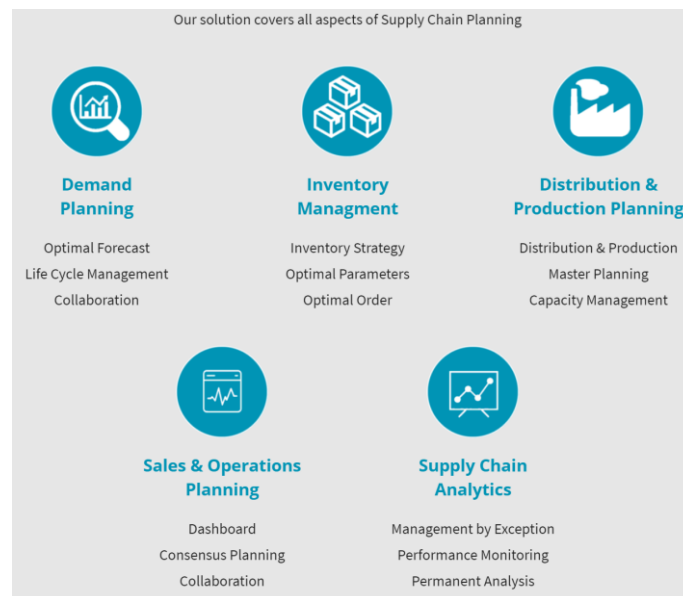 Our solution covers all aspects of Supply Chain Planning
Demand
Planning
Optimal Forecast
Life Cycle Management
Collaboration
Inventory
Managment
Inventory Strategy
Optimal Parameters
Optimal Order
Distribution &
Production Planning
Distribution & Production
Master Planning
Capacity Management
Sales & Operations
Planning
Dashboard
Consensus Planning
Collaboration
Supply Chain
Analytics
Management by Exception
Performance Monitoring
Permanent Analysis